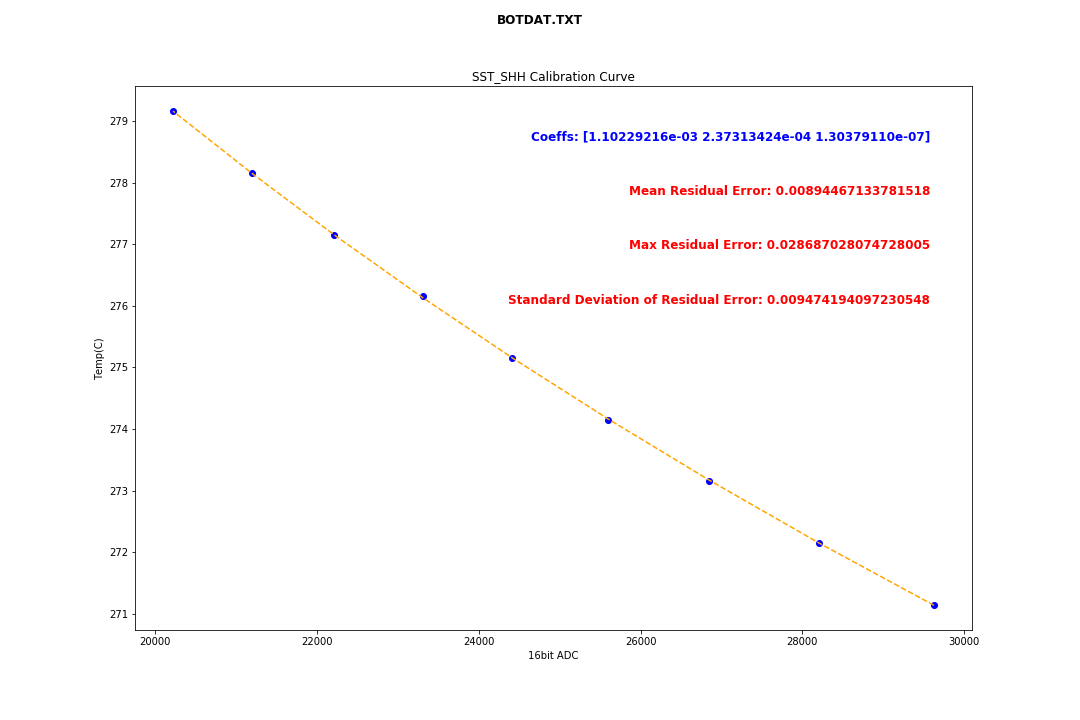 BOTDAT.TXT
SST_SHH Calibration Curve
279
278
277
276
275
274
273
272
271
Temp(C)
Coeffs: [1.10229216e-03 2.37313424e-04 1.30379110e-07]
Mean Residual Error: 0.00894467133781518
Max Residual Error: 0.028687028074728005
Standard Deviation of Residual Error: 0.009474194097230548
20000 22000 24000 26000 28000 30000
16bit ADC